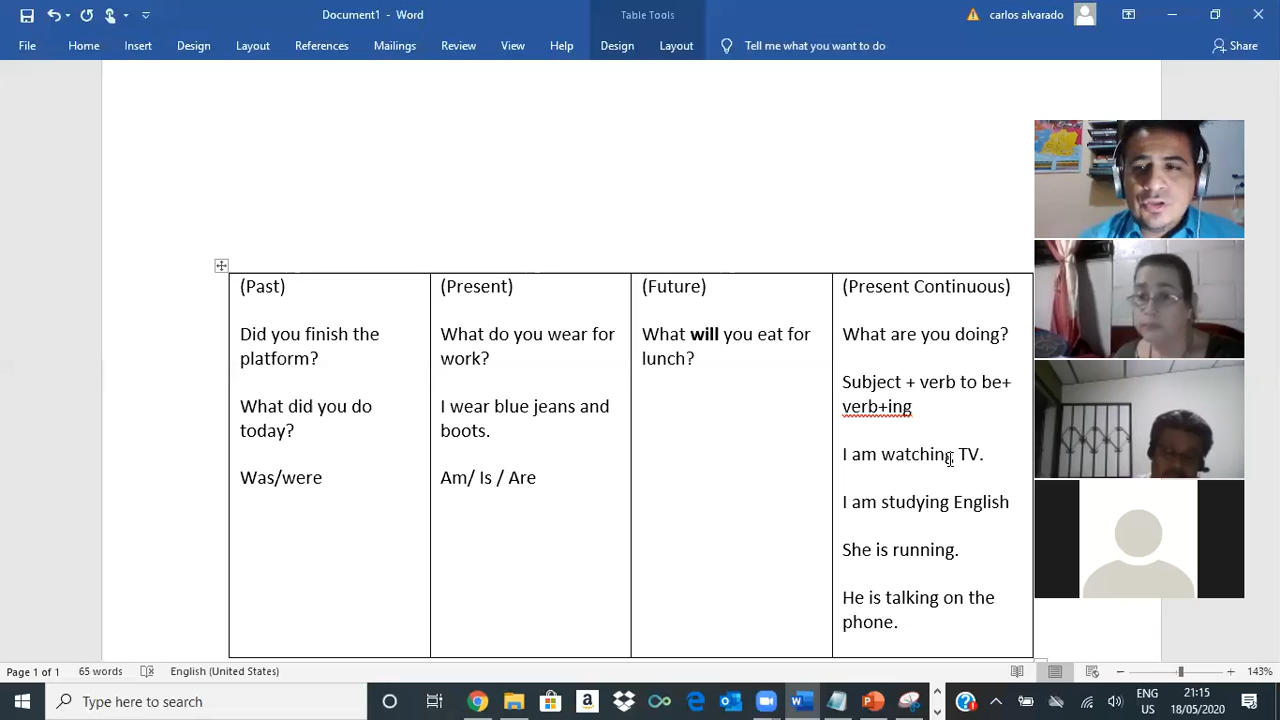 Document1 - Word
Table Tools
carlos alvarado
File Home Insert Design Layout References Mailings Review View Help Design Layout Tell me what you want to do Share
(Past)
Did you finish the
platform?
What did you do
today?
Was/were
(Present)
What do you wear for
work?
I wear blue jeans and
boots.
Am/ Is / Are
(Future)
What will you eat for
lunch?
(Present Continuous)
What are you doing?
Subject + verb to be+
verb+ing
I am watching TV.
I am studying English
She is running.
He is talking on the
phone.
Page 1 of 1 65 words English (United States) 143%
Type here to search
ENG
US
21:15
18/05/2020